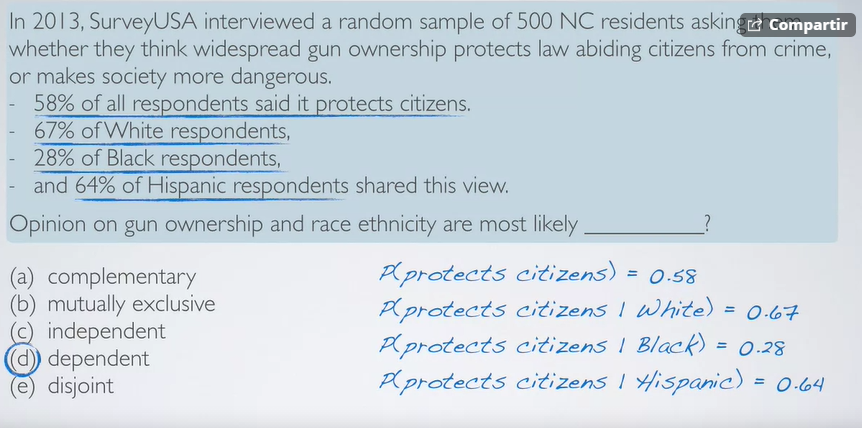 In 2013, SurveyUSA interviewed a random sample of 500 NC residents asking them
Compartir
whether they think widespread gun ownership protects law abiding citizens from crime,
or makes society more dangerous.
- 58% of all respondents said it protects citizens.
- 67% of White respondents,
- 28% of Black respondents,
- and 64% of Hispanic respondents shared this view.
Opinion on gun ownership and race ethnicity are most likely __________?
(a) complementary
(b) mutually exclusive
(c) independent
(d) dependent
(e) disjoint
P(protects citizens) = 0.58
P(protects citizens | White) = 0.67
P(protects citizens | Black) = 0.28
P(protects citizens | Hispanic) = 0.64